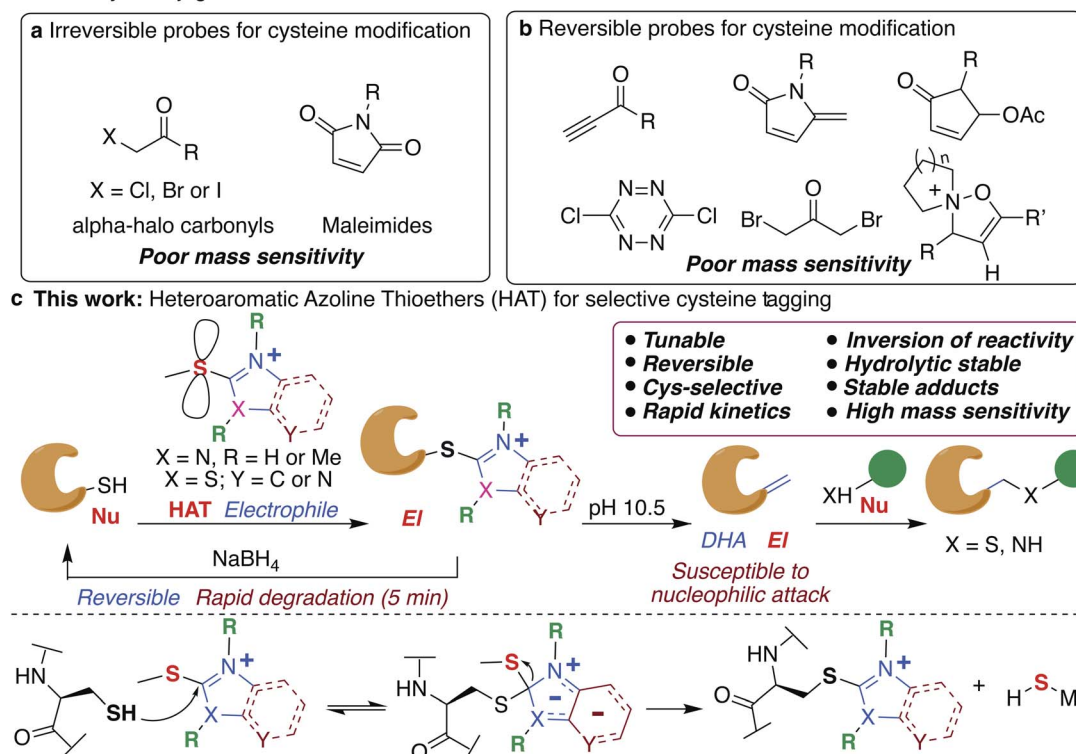 a Irreversible probes for cysteine modification
X
O
R
X = Cl, Br or I
alpha-halo carbonyls
R
N
O
O
Maleimides
Poor mass sensitivity
b Reversible probes for cysteine modification
O
R
R
O
N
O
R
OAc
N N
Cl Cl
N N
O
Br Br
( )n
+
N O
R'
R
H
Poor mass sensitivity
c This work: Heteroaromatic Azoline Thioethers (HAT) for selective cysteine tagging
• Tunable
• Reversible
• Cys-selective
• Rapid kinetics
• Inversion of reactivity
• Hydrolytic stable
• Stable adducts
• High mass sensitivity
R
S
N +
X
R
Y
X = N, R = H or Me
X = S; Y = C or N
SH
Nu
HAT Electrophile
R
S
N +
X
R
Y
El
pH 10.5
DHA El
Susceptible to
nucleophilic attack
XH
Nu
X
X = S, NH
NaBH4
Reversible Rapid degradation (5 min)
HN
O
SH
R
S
N +
X
R
Y
HN
O
S
S
R
N +
–
–
X
R
Y
HN
O
S
R
N +
X
R
Y
+
H S M